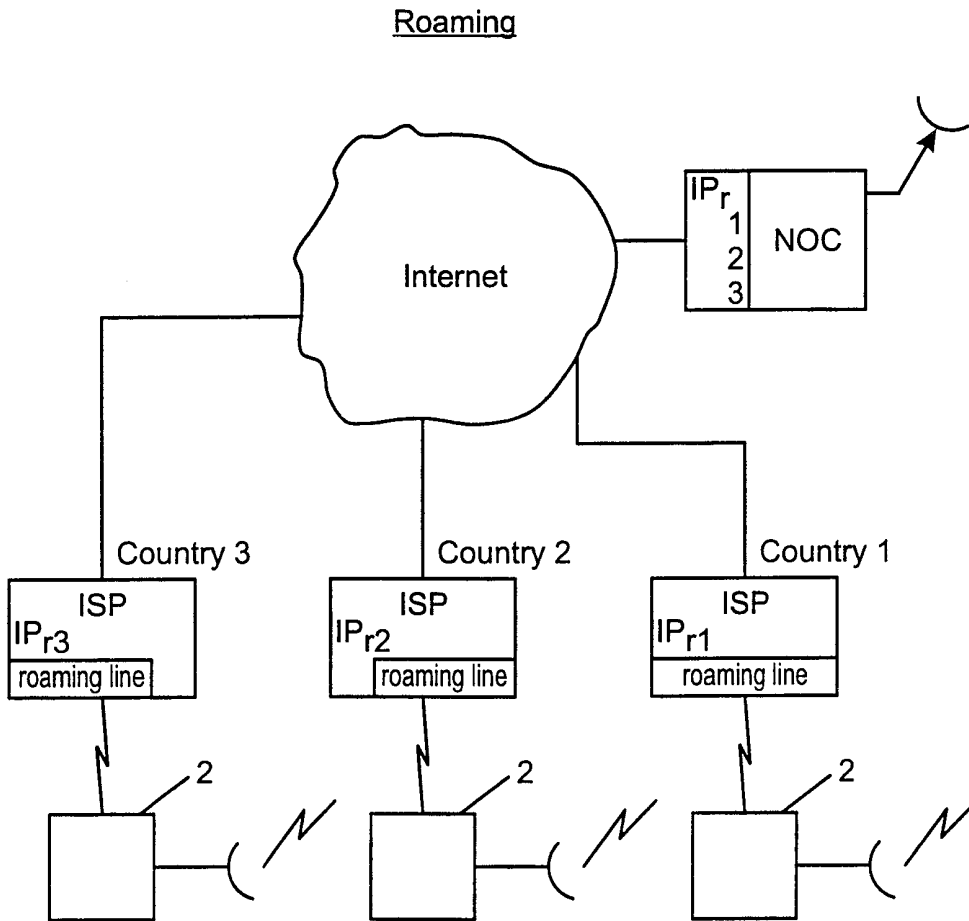 Roaming
IPr
1
2
3
NOC
Internet
Country 3
Country 2
Country 1
ISP
IPr3
roaming line
ISP
IPr2
roaming line
ISP
IPr1
roaming line
2
2
2